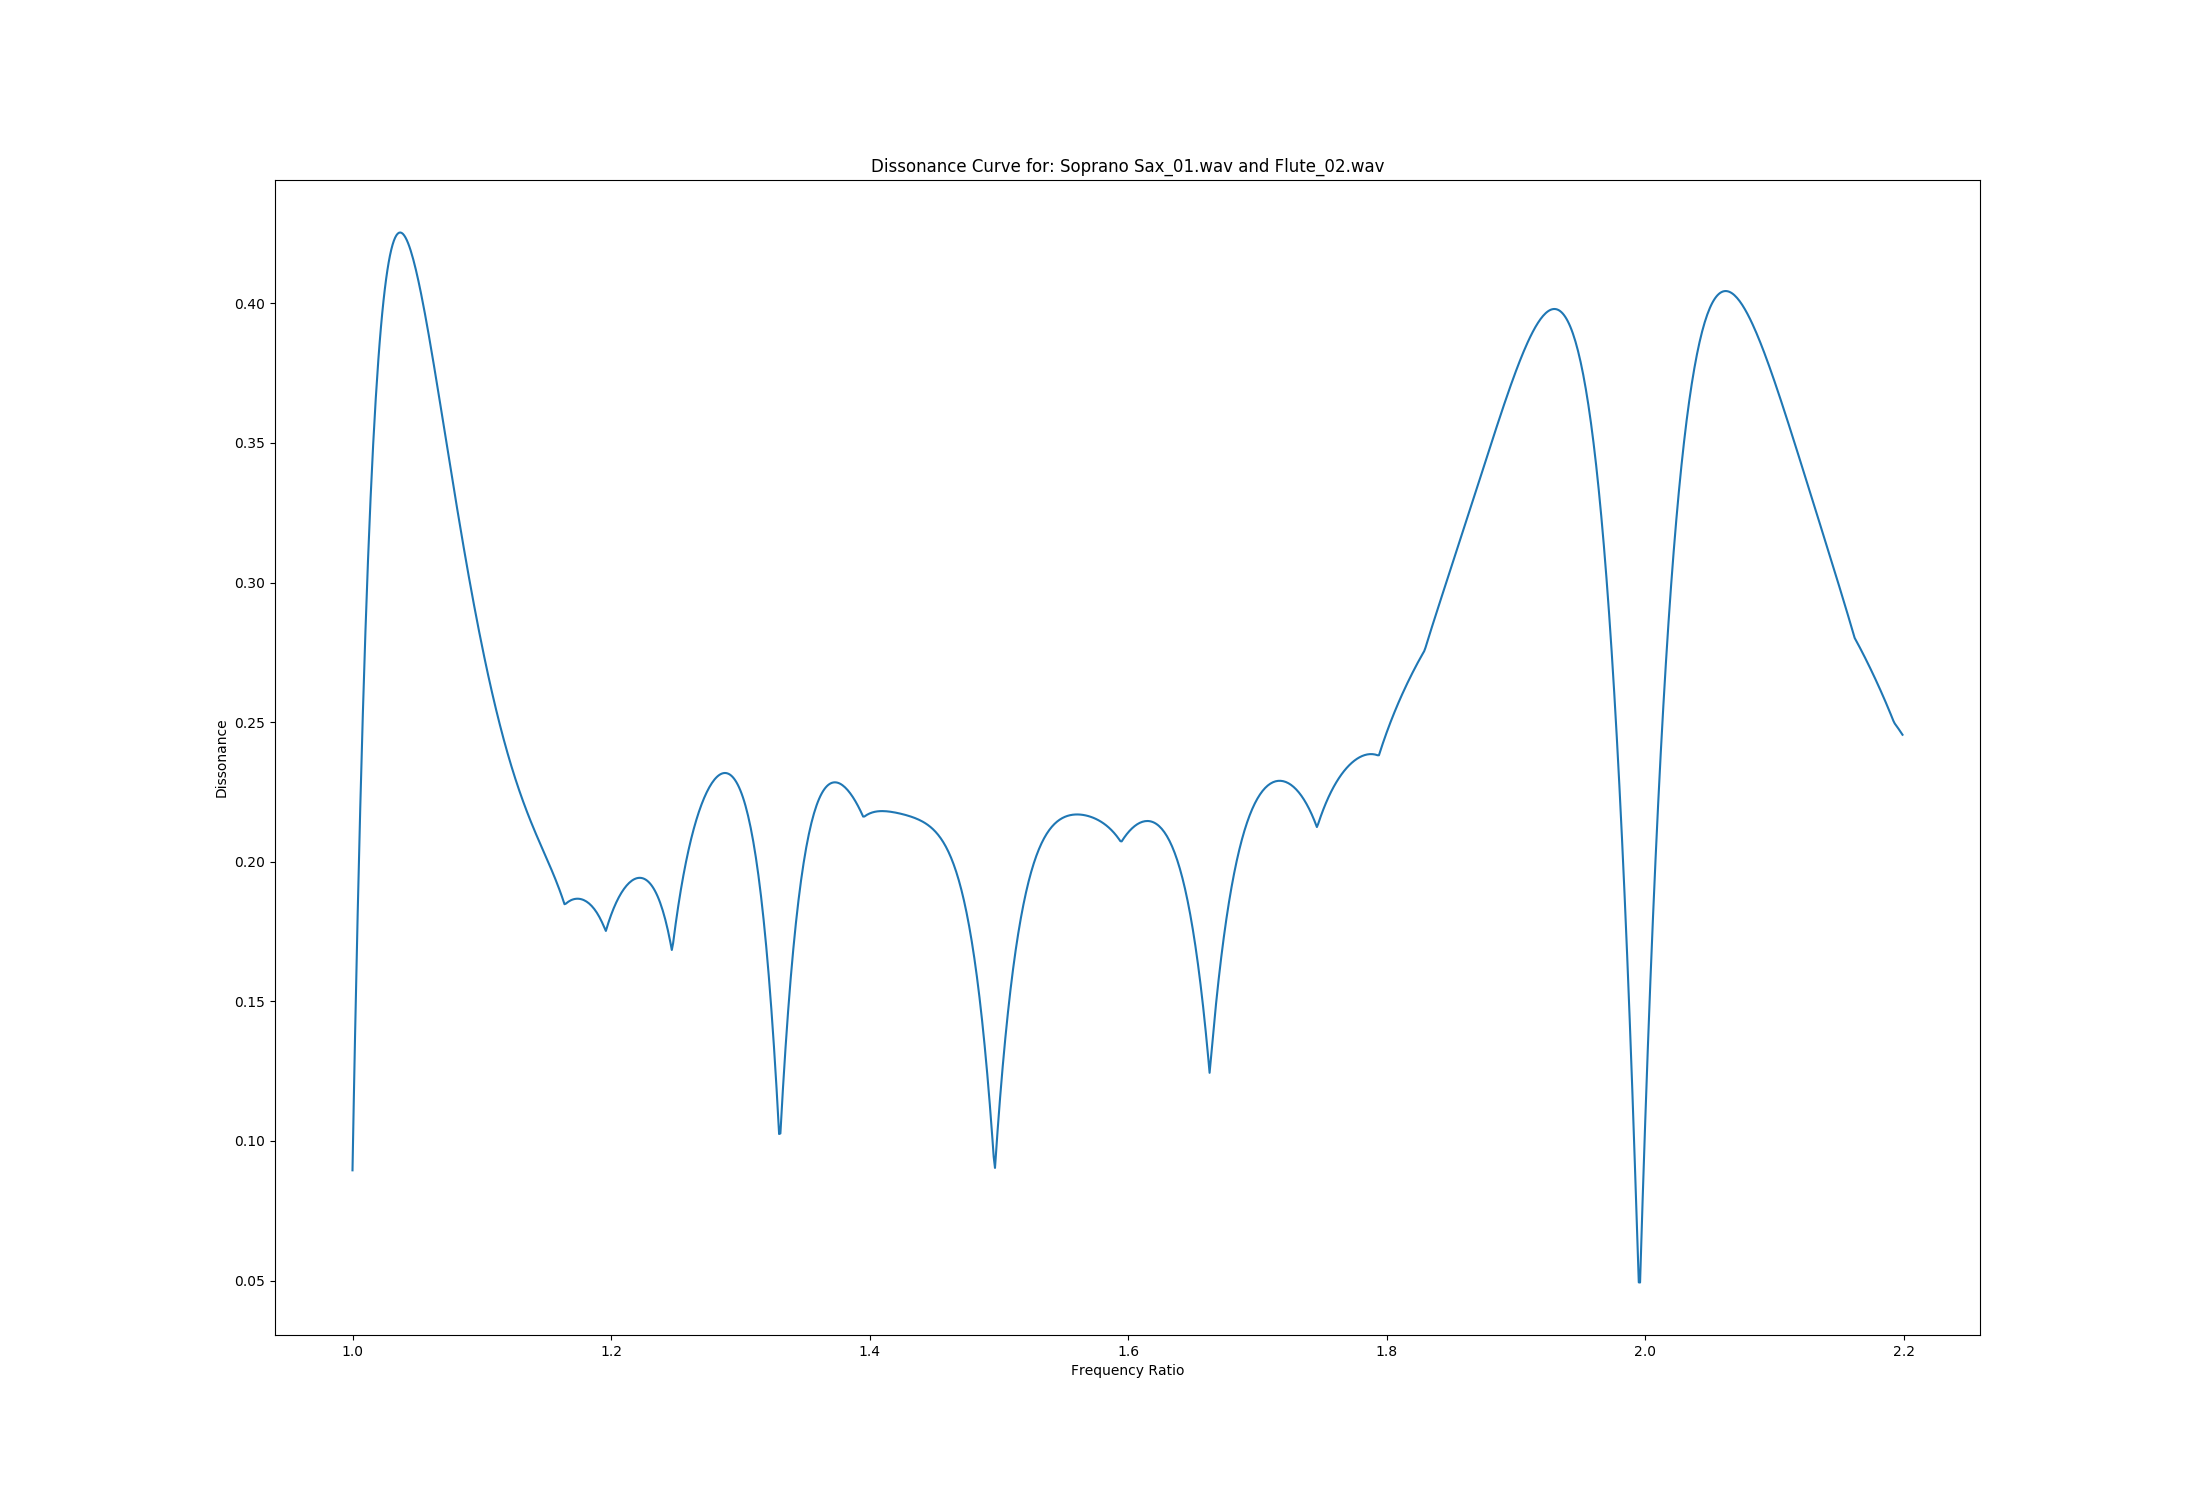 Dissonance Curve for: Soprano Sax_01.wav and Flute_02.wav
0.40
0.35
0.30
0.25
0.20
0.15
0.10
0.05
Dissonance
1.0 1.2 1.4 1.6 1.8 2.0 2.2
Frequency Ratio